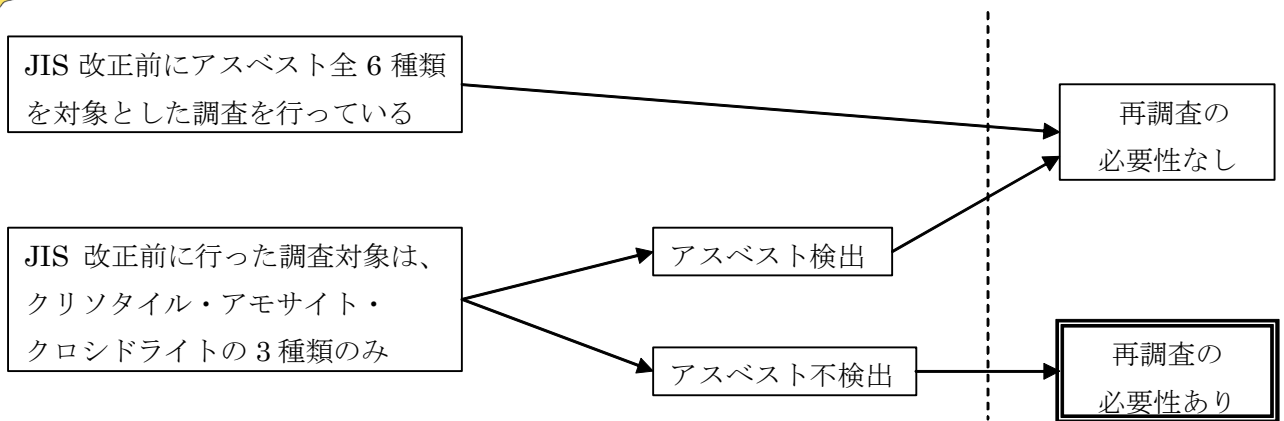 JIS 改正前にアスベスト全 6 種類
を対象とした調査を行っている
再調査の
必要性なし
JIS 改正前に行った調査対象は、
クリソタイル・アモサイト・
クロシドライトの 3 種類のみ
アスベスト検出
アスベスト不検出
再調査の
必要性あり